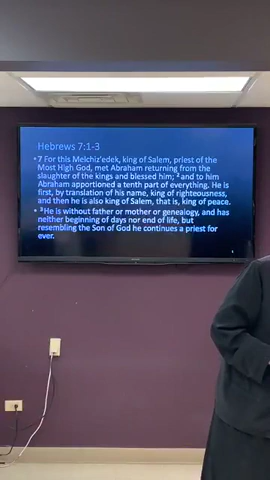 Hebrews 7:1-3
• 7 For this Melchiz'edek, king of Salem, priest of the
Most High God, met Abraham returning from the
slaughter of the kings and blessed him; ² and to him
Abraham apportioned a tenth part of everything. He is
first, by translation of his name, king of righteousness,
and then he is also king of Salem, that is, king of peace.
• ³ He is without father or mother or genealogy, and has
neither beginning of days nor end of life, but
resembling the Son of God he continues a priest for
ever.